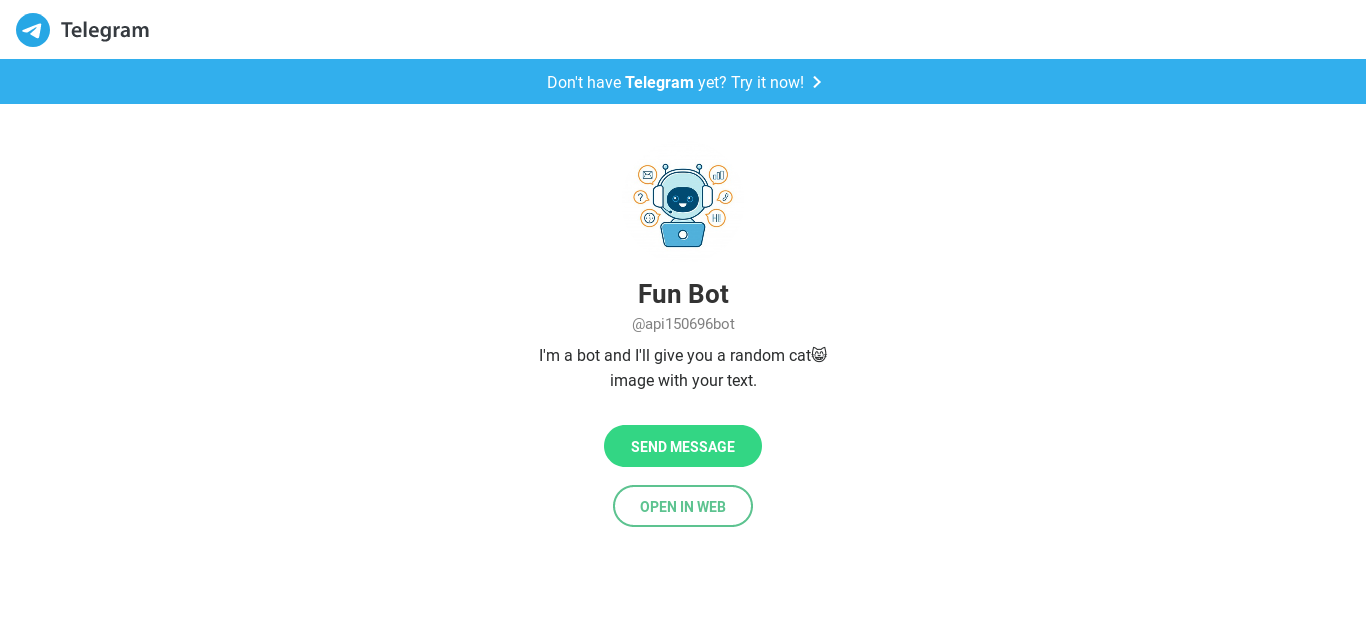 Telegram
Don't have Telegram yet? Try it now!
?
Hi!
Fun Bot
@api150696bot
I'm a bot and I'll give you a random cat😸
image with your text.
SEND MESSAGE
OPEN IN WEB